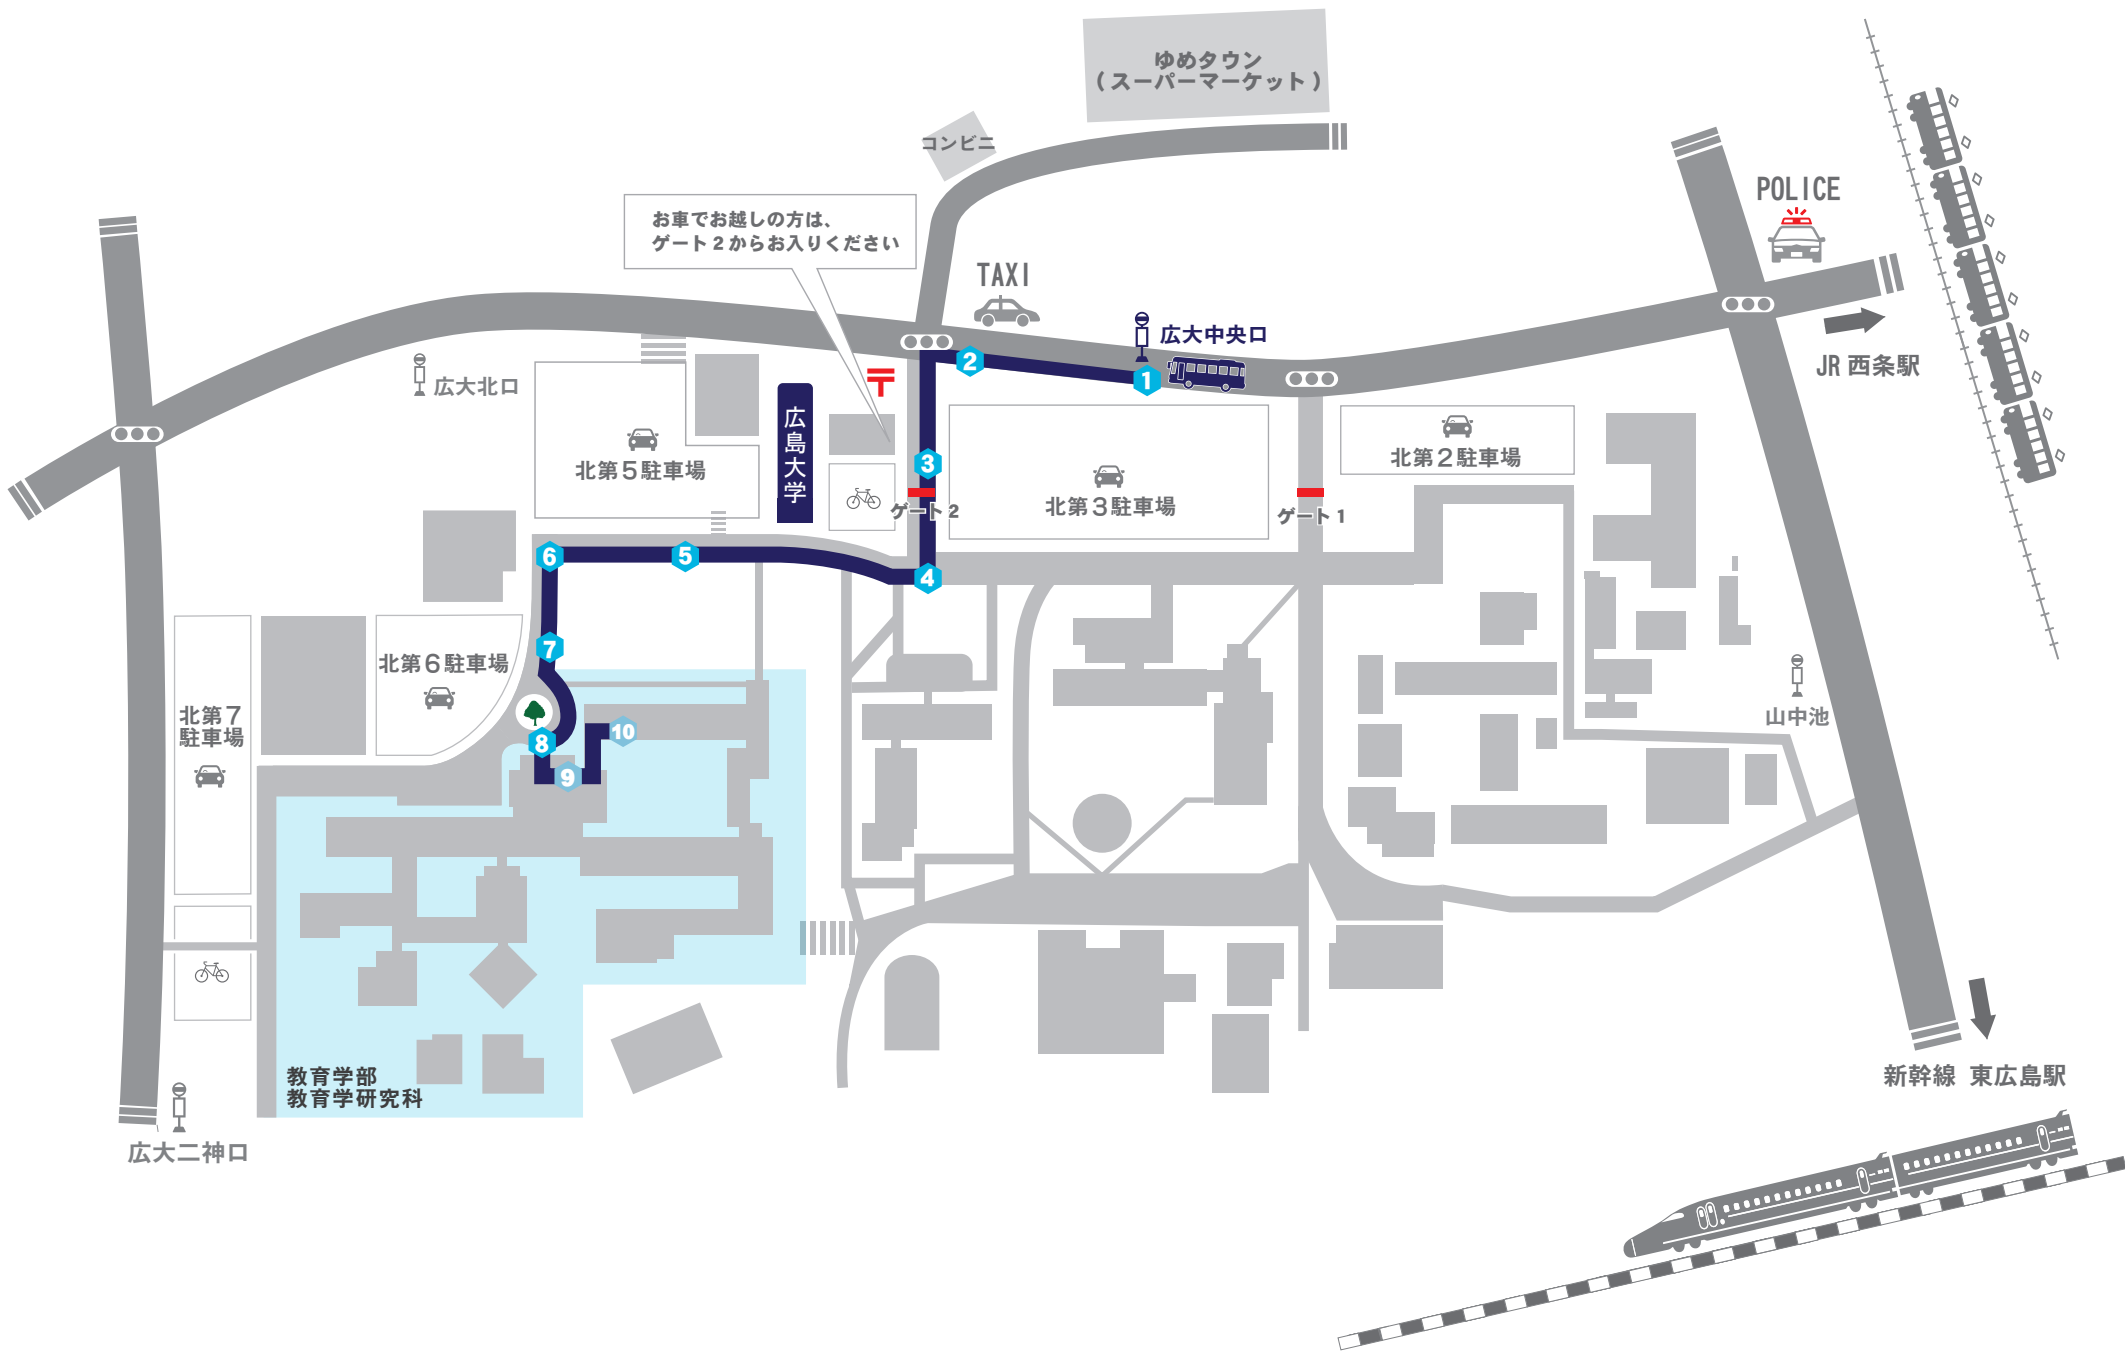 ゆめタウン
(スーパーマーケット)
コンビニ
POLICE
お車でお越しの方は、
ゲート2からお入りください
TAXI
広大中央口
JR 西条駅
広大北口
〒
広島大学
1
2
3
4
5
6
7
8
9
10
北第5駐車場
北第3駐車場
北第2駐車場
ゲート2
ゲート1
北第6駐車場
北第7
駐車場
山中池
教育学部
教育学研究科
広大二神口
新幹線 東広島駅